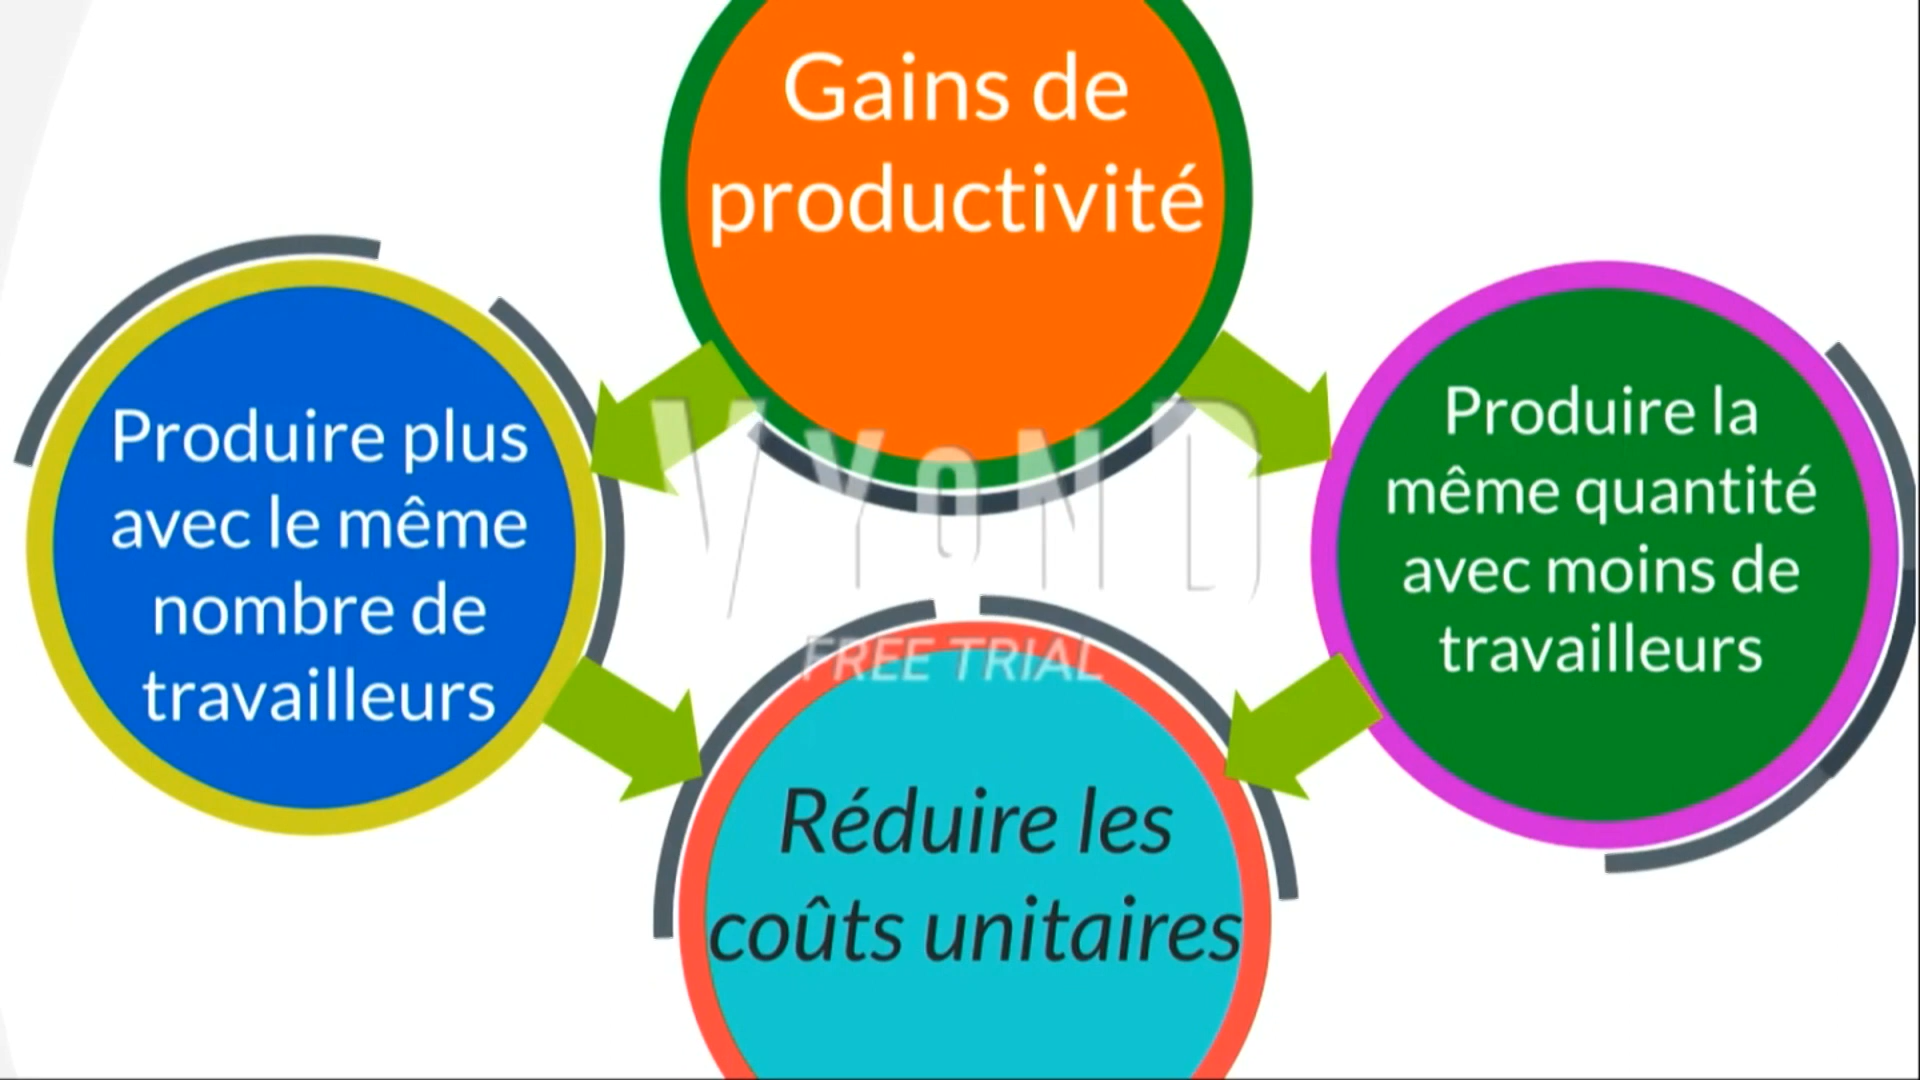 Gains de
productivité
Produire plus
avec le même
nombre de
travailleurs
Produire la
même quantité
avec moins de
travailleurs
VYOND
FREE TRIAL
Réduire les
coûts unitaires